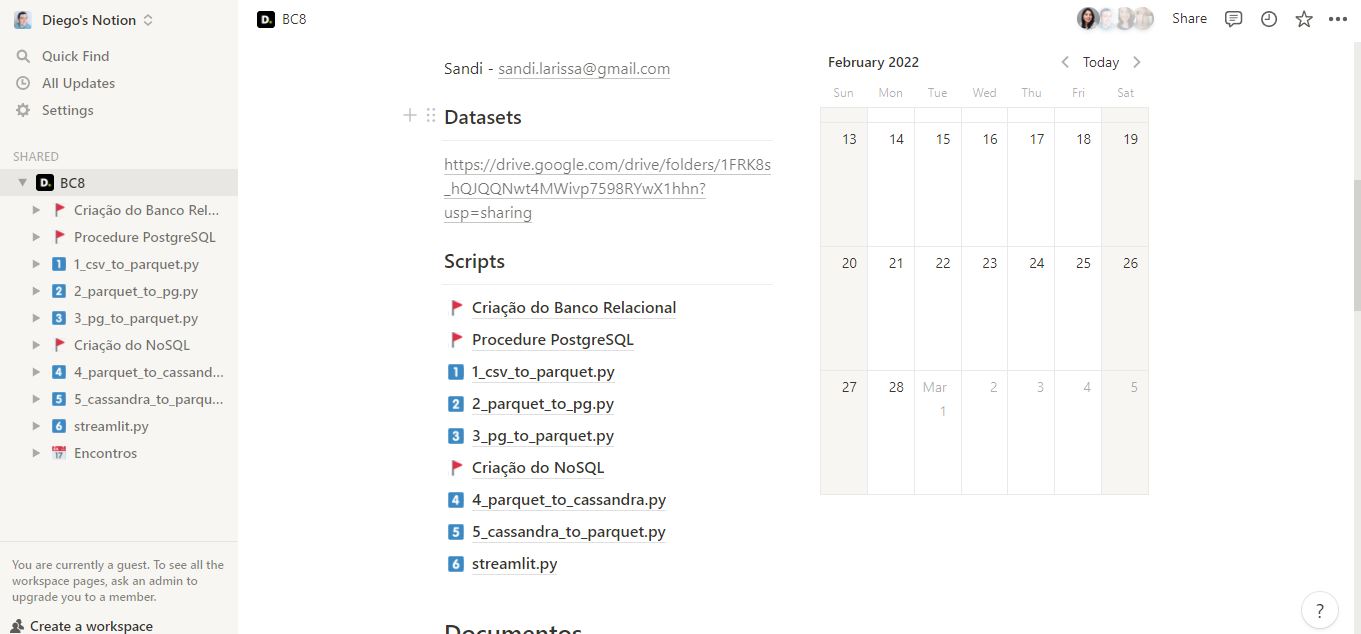 Diego's Notion
Quick Find
All Updates
Settings
SHARED
D. BC8
Criação do Banco Rel...
Procedure PostgreSQL
1 1_csv_to_parquet.py
2 2_parquet_to_pg.py
3 3_pg_to_parquet.py
Criação do NoSQL
4 4_parquet_to_cassand...
5 5_cassandra_to_parqu...
6 streamlit.py
17 Encontros
You are currently a guest. To see all the
workspace pages, ask an admin to
upgrade you to a member.
Create a workspace
D. BC8
Share
Sandi - sandi.larissa@gmail.com
Datasets
https://drive.google.com/drive/folders/1FRK8s
_hQJQQNwt4MWivp7598RYwX1hhn?
usp=sharing
Scripts
Criação do Banco Relacional
Procedure PostgreSQL
1 1_csv_to_parquet.py
2 2_parquet_to_pg.py
3 3_pg_to_parquet.py
Criação do NoSQL
4 4_parquet_to_cassandra.py
5 5_cassandra_to_parquet.py
6 streamlit.py
Documentos
February 2022
Today
Sun Mon Tue Wed Thu Fri Sat
13 14 15 16 17 18 19
20 21 22 23 24 25 26
27 28 Mar 1 2 3 4 5
?